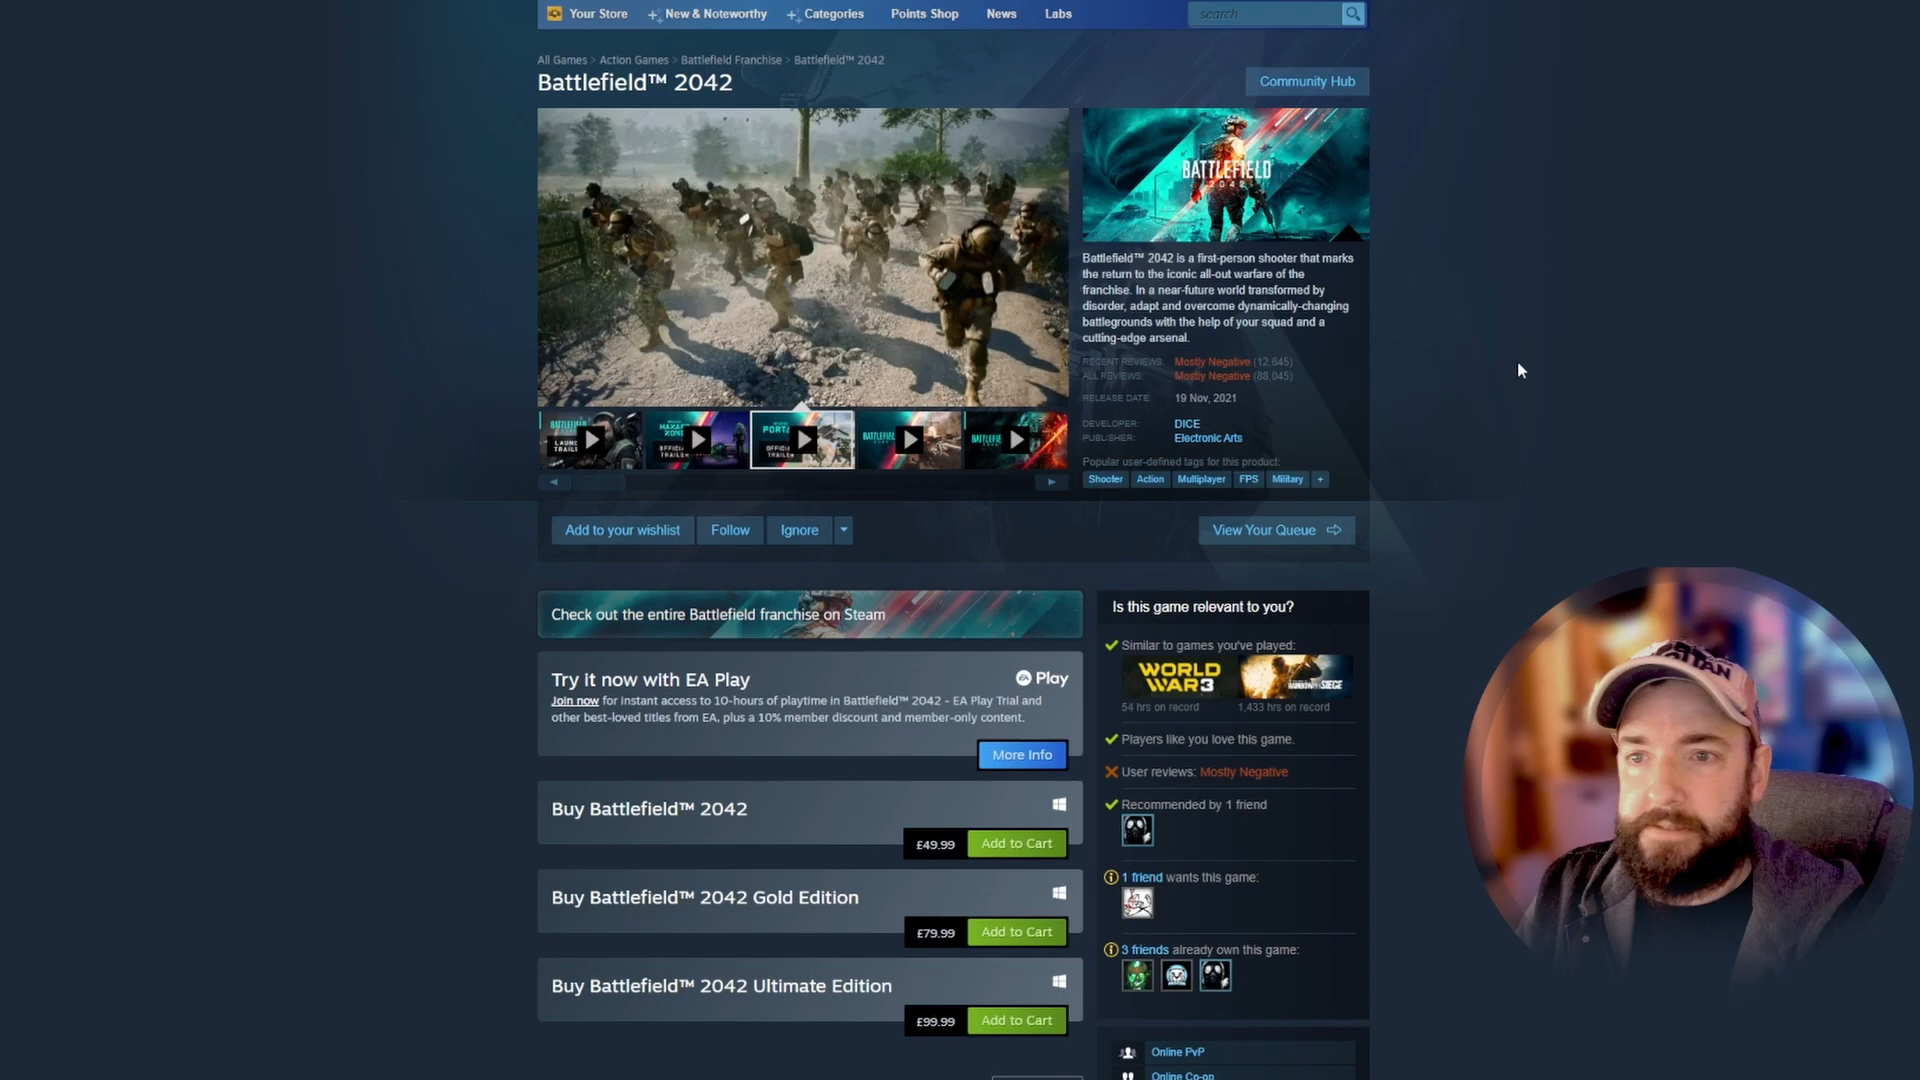 Your Store
New & Noteworthy
Categories
Points Shop
News
Labs
search
All Games > Action Games > Battlefield Franchise > Battlefield™ 2042
Battlefield™ 2042
Community Hub
BATTLEFIELD
2042
Battlefield™ 2042 is a first-person shooter that marks
the return to the iconic all-out warfare of the
franchise. In a near-future world transformed by
disorder, adapt and overcome dynamically-changing
battlegrounds with the help of your squad and a
cutting-edge arsenal.
RECENT REVIEWS: Mostly Negative (12,645)
ALL REVIEWS: Mostly Negative (88,045)
RELEASE DATE: 19 Nov, 2021
DEVELOPER: DICE
PUBLISHER: Electronic Arts
Popular user-defined tags for this product:
Shooter Action Multiplayer FPS Military +
Add to your wishlist
Follow
Ignore
View Your Queue
Check out the entire Battlefield franchise on Steam
Try it now with EA Play
EA Play
Join now for instant access to 10-hours of playtime in Battlefield™ 2042 - EA Play Trial and
other best-loved titles from EA, plus a 10% member discount and member-only content.
More Info
Buy Battlefield™ 2042
£49.99 Add to Cart
Buy Battlefield™ 2042 Gold Edition
£79.99 Add to Cart
Buy Battlefield™ 2042 Ultimate Edition
£99.99 Add to Cart
Is this game relevant to you?
Similar to games you've played:
WORLD
WAR3
SIEGE
54 hrs on record
1,433 hrs on record
Players like you love this game.
User reviews: Mostly Negative
Recommended by 1 friend
1 friend wants this game:
3 friends already own this game:
Online PvP
Online Co-op